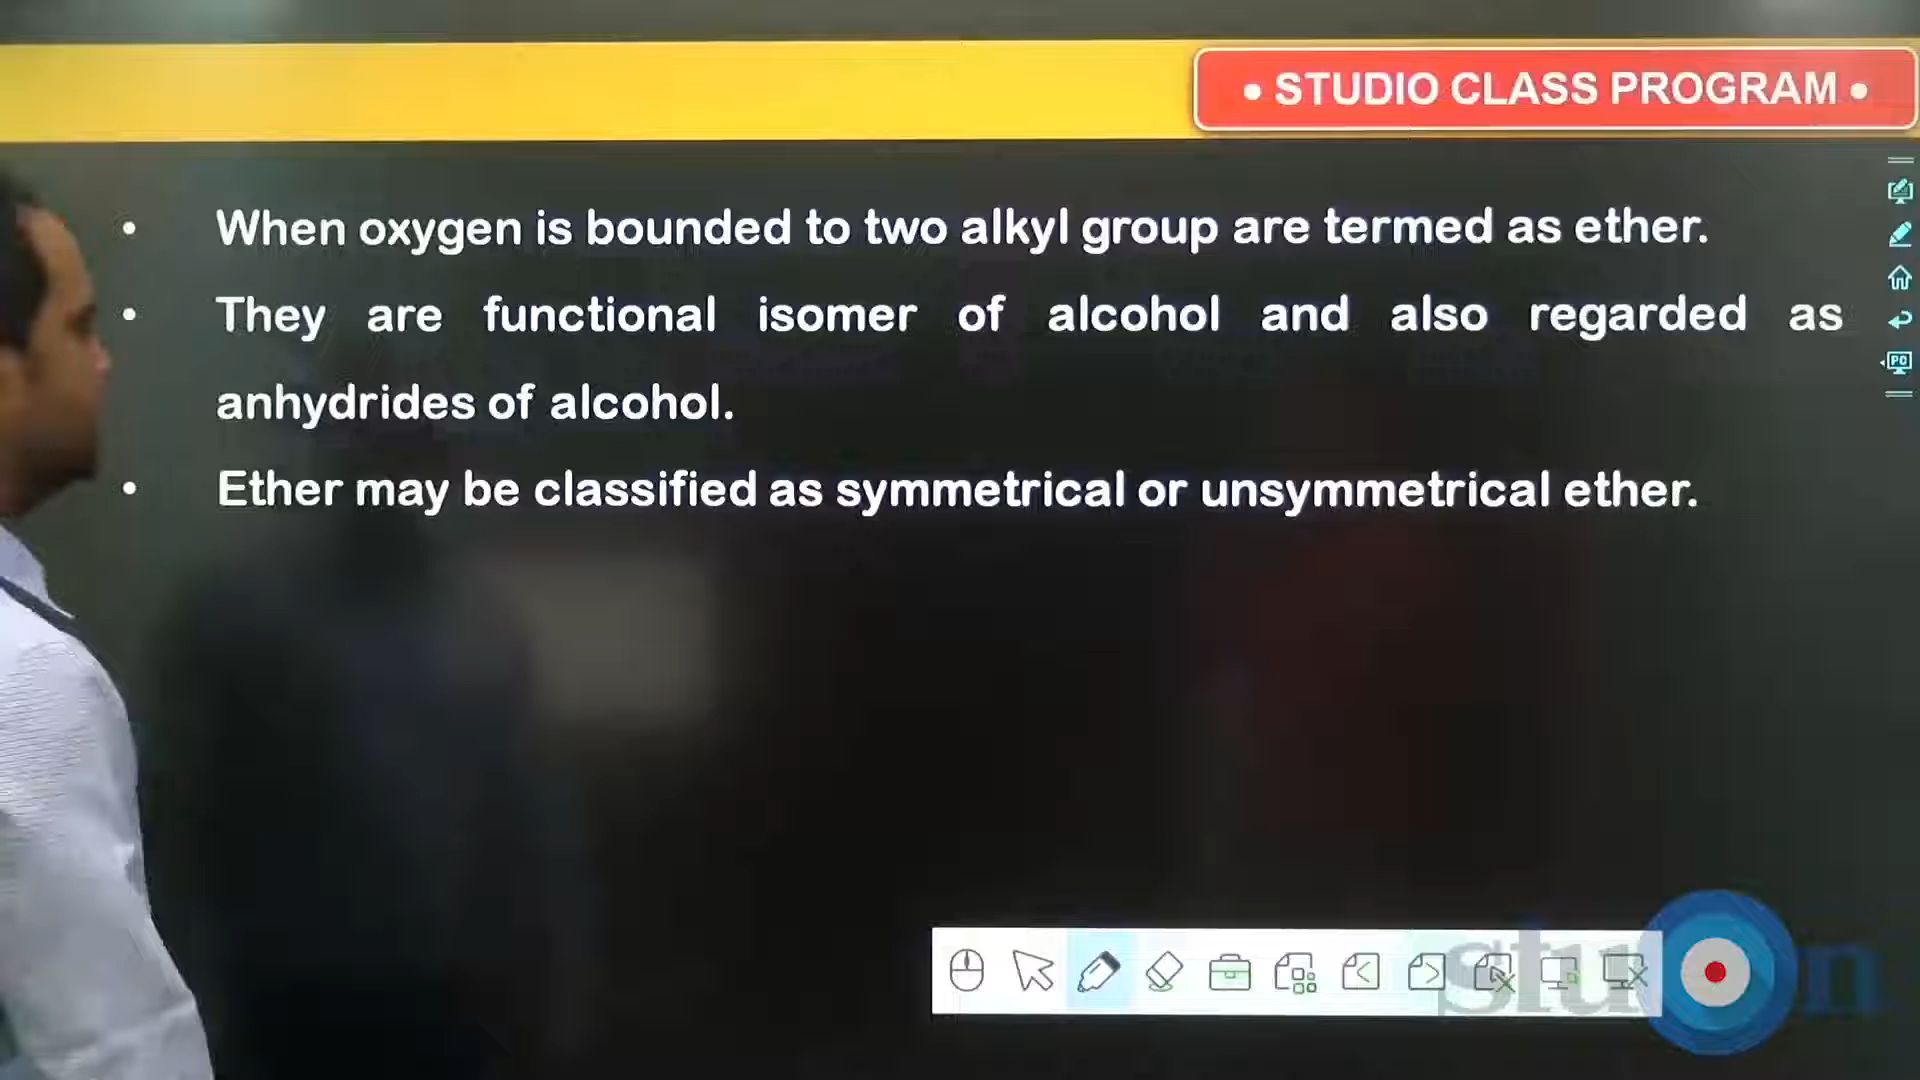 • STUDIO CLASS PROGRAM •
• When oxygen is bounded to two alkyl group are termed as ether.
• They are functional isomer of alcohol and also regarded as
anhydrides of alcohol.
• Ether may be classified as symmetrical or unsymmetrical ether.
PC